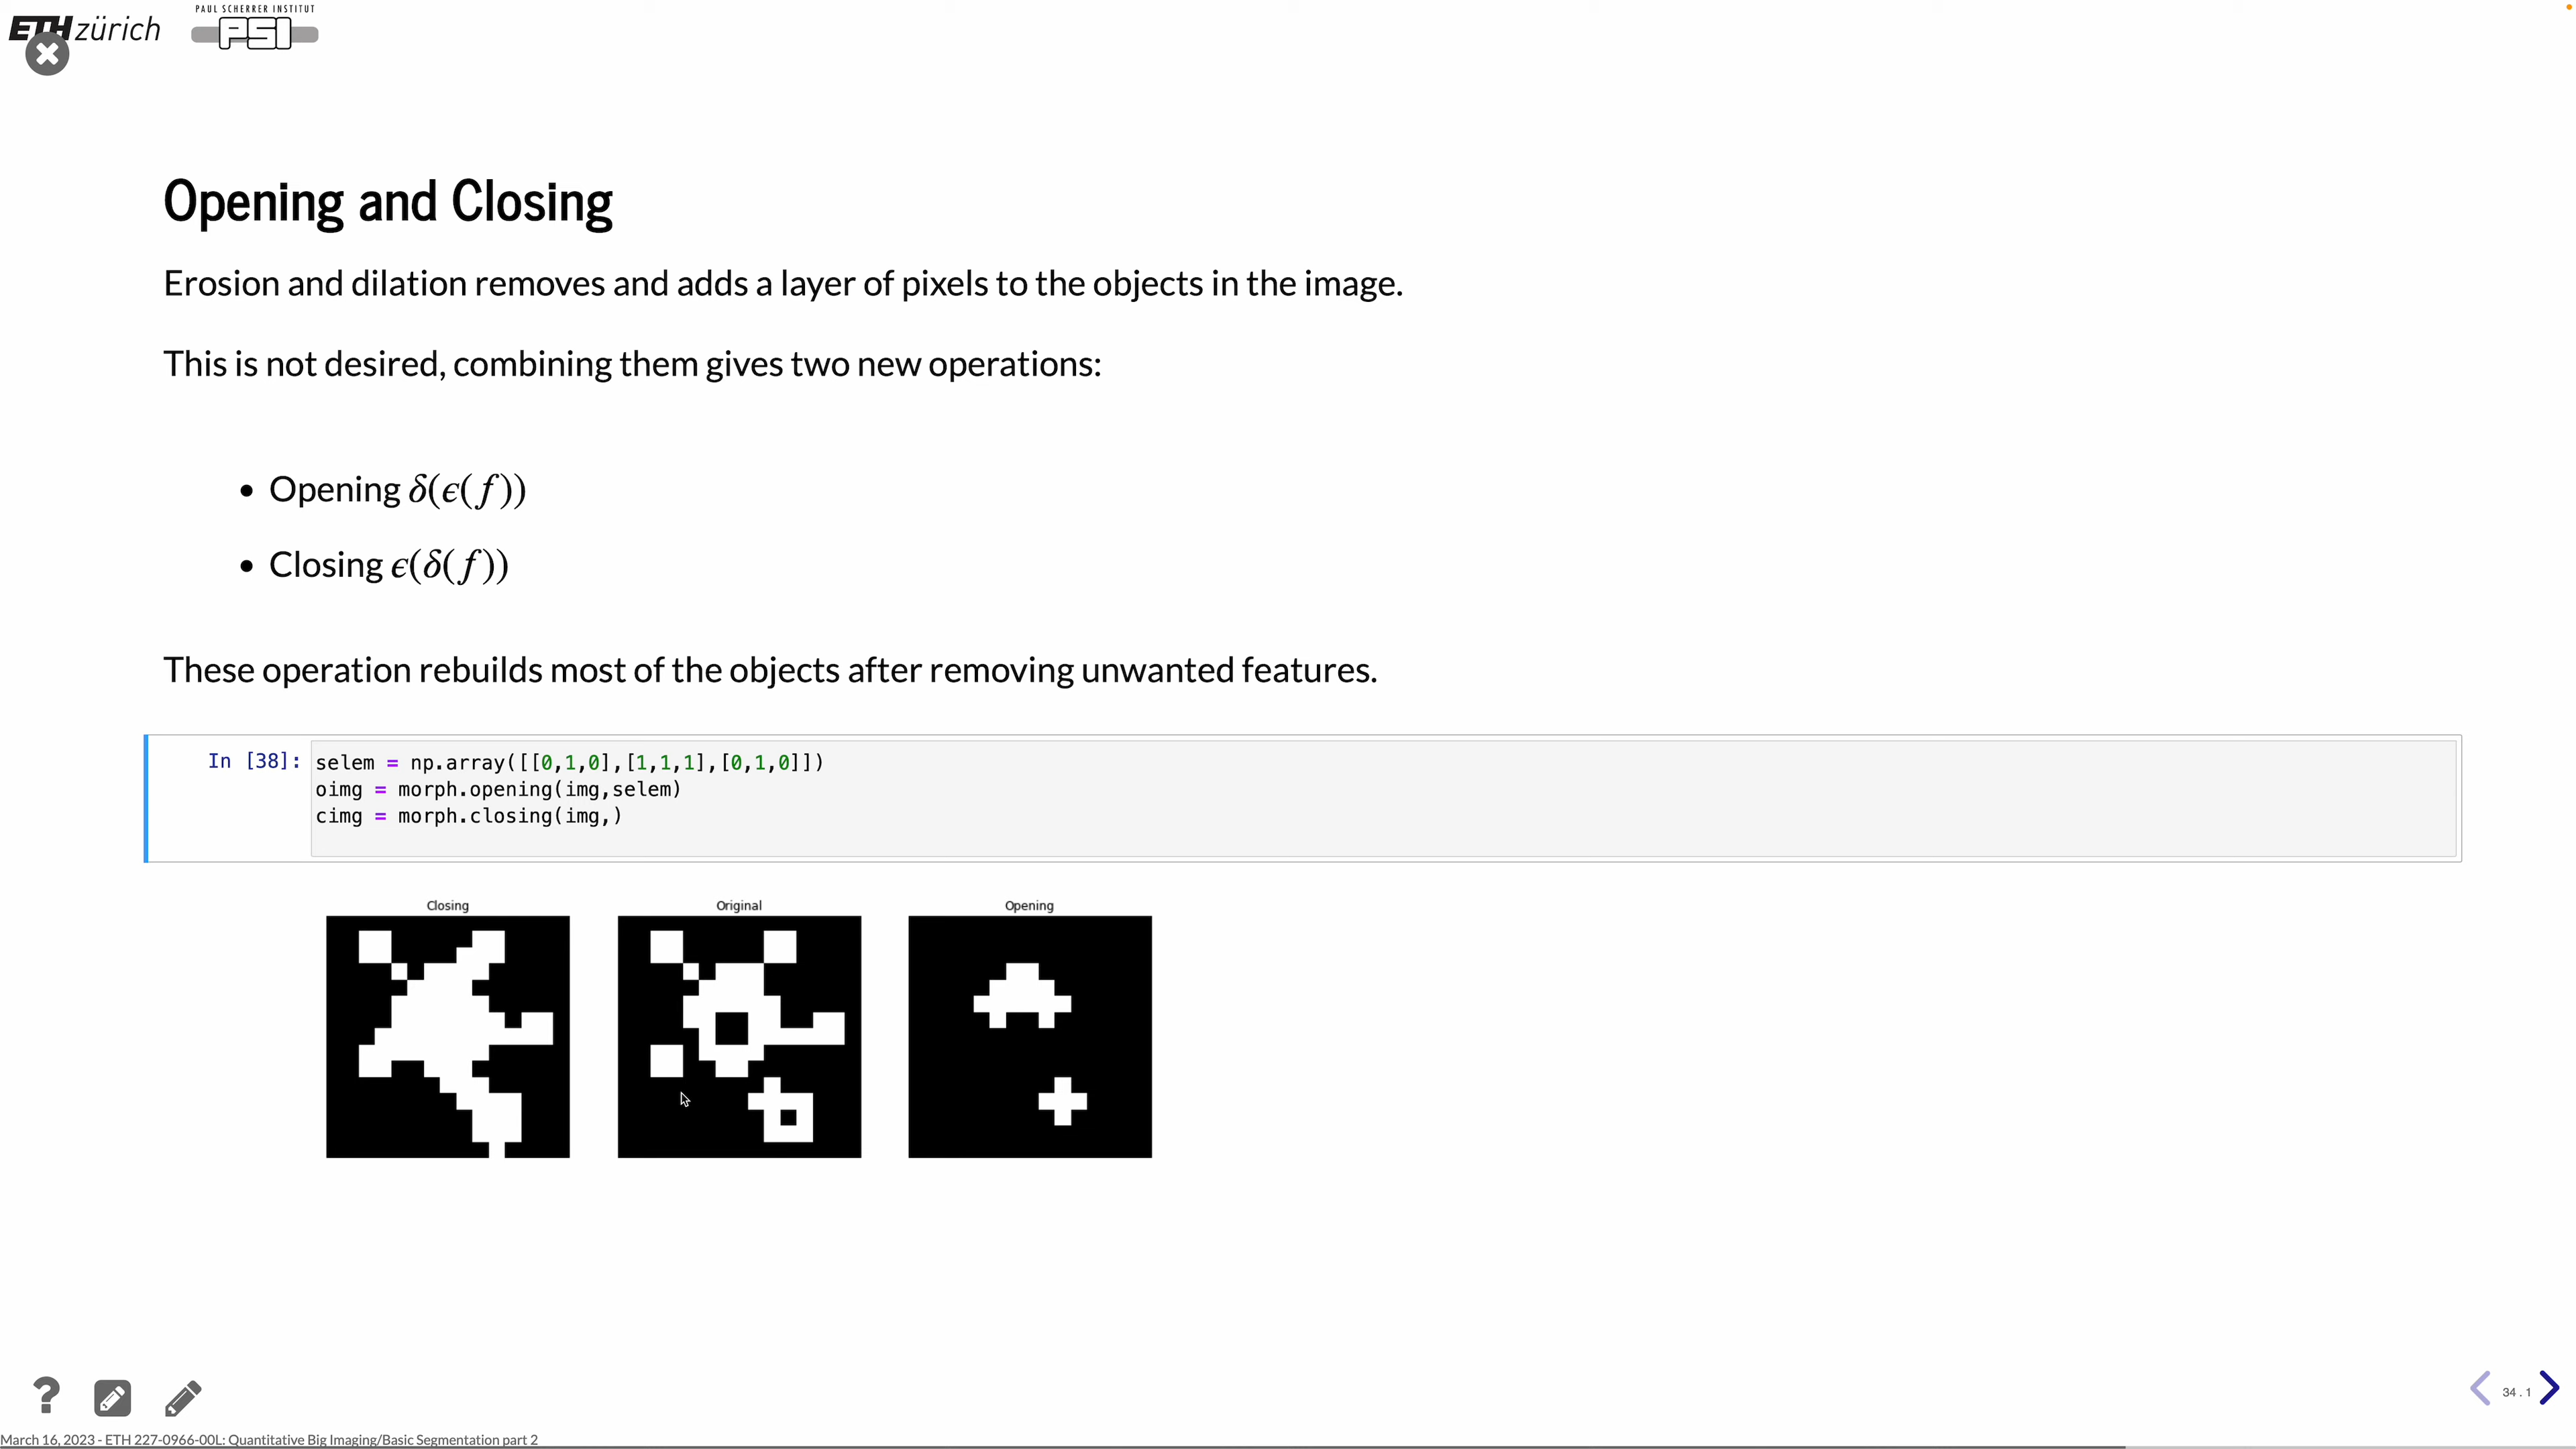 ETH zürich
PAUL SCHERRER INSTITUT
PSI
Opening and Closing
Erosion and dilation removes and adds a layer of pixels to the objects in the image.
This is not desired, combining them gives two new operations:
• Opening δ(ϵ(f))
• Closing ϵ(δ(f))
These operation rebuilds most of the objects after removing unwanted features.
In [38]: selem = np.array([[0,1,0],[1,1,1],[0,1,0]])
oimg = morph.opening(img,selem)
cimg = morph.closing(img,)
Closing Original Opening
34 . 1
March 16, 2023 - ETH 227-0966-00L: Quantitative Big Imaging/Basic Segmentation part 2